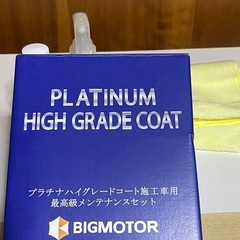 PLATINUM
HIGH GRADE COAT
プラチナハイグレードコート施工車用
最高級メンテナンスセット
BIGMOTOR